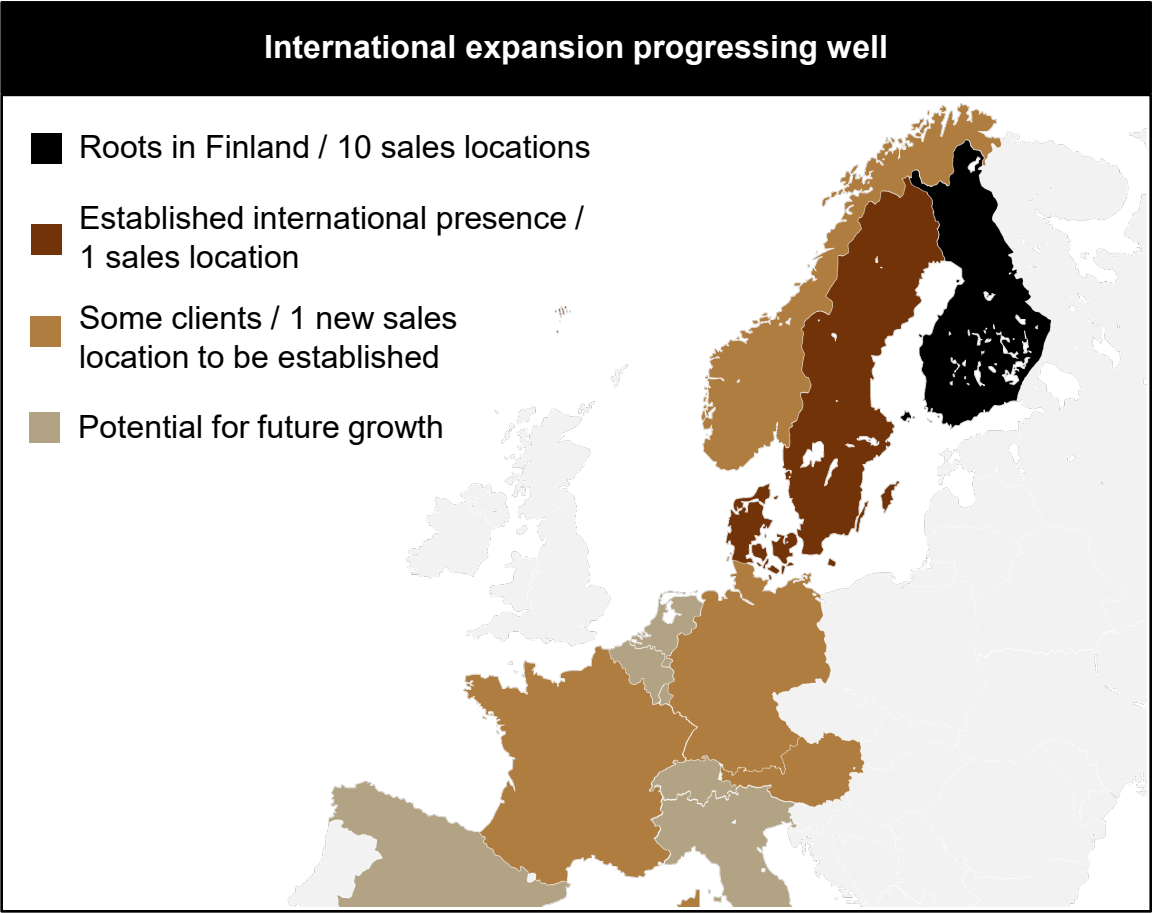 International expansion progressing well
Roots in Finland / 10 sales locations
Established international presence /
1 sales location
Some clients / 1 new sales
location to be established
Potential for future growth